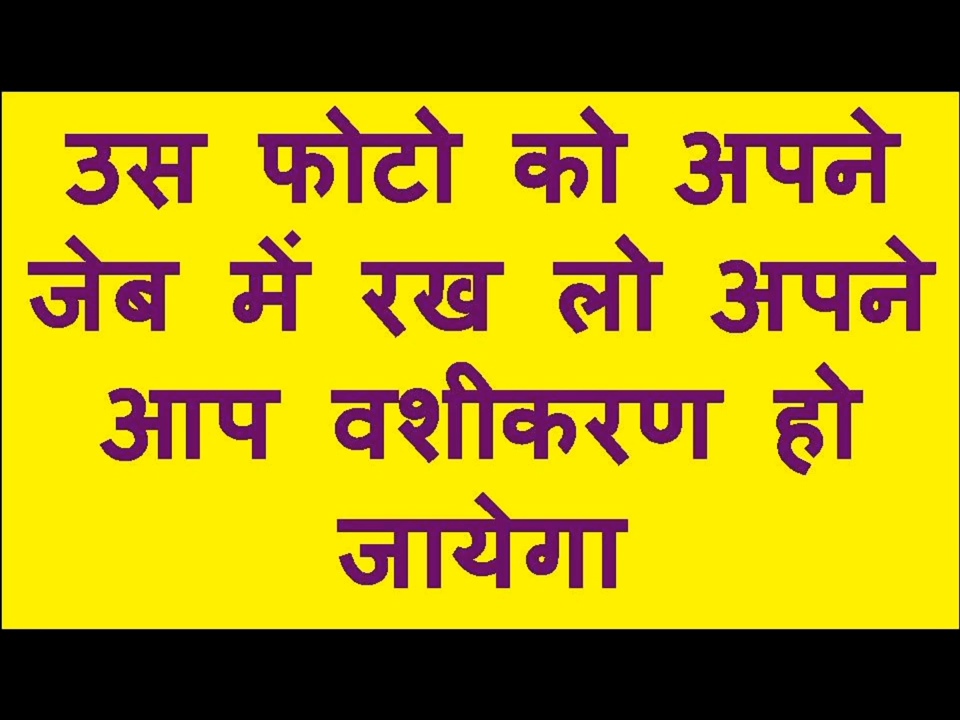 उस फोटो को अपने
जेब में रख लो अपने
आप वशीकरण हो
जायेगा